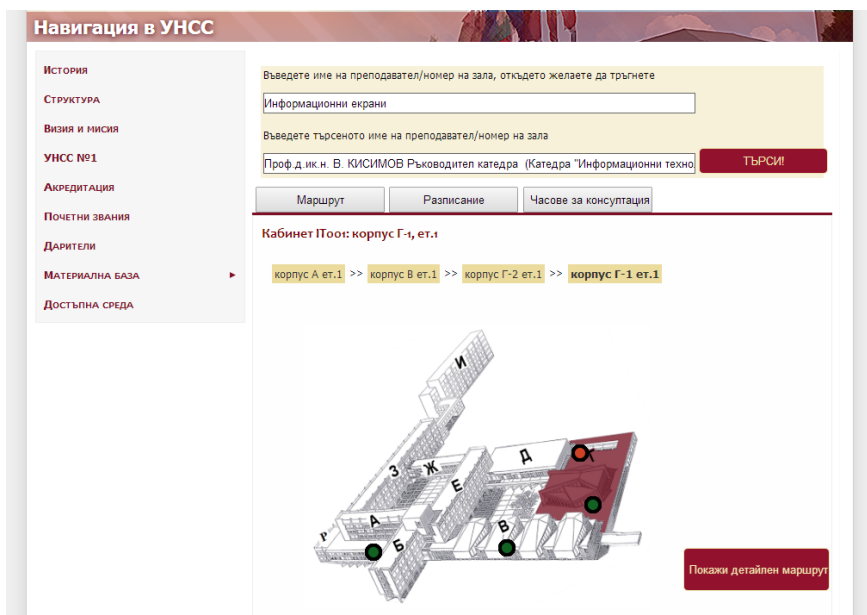 Навигация в УНСС
История
Структура
Визия и мисия
УНСС №1
Акредитация
Почетни звания
Дарители
Материална база
Достъпна среда
Въведете име на преподавател/номер на зала, откъдето желаете да тръгнете
Информационни екрани
Въведете търсеното име на преподавател/номер на зала
Проф.д.ик.н. В. КИСИМОВ Ръководител катедра (Катедра "Информационни техно
ТЪРСИ!
Маршрут Разписание Часове за консултация
Кабинет IT001: корпус Г-1, ет.1
корпус А ет.1 >> корпус В ет.1 >> корпус Г-2 ет.1 >> корпус Г-1 ет.1
И
Д
З Ж
Е
А
Р Б В
Покажи детайлен маршрут